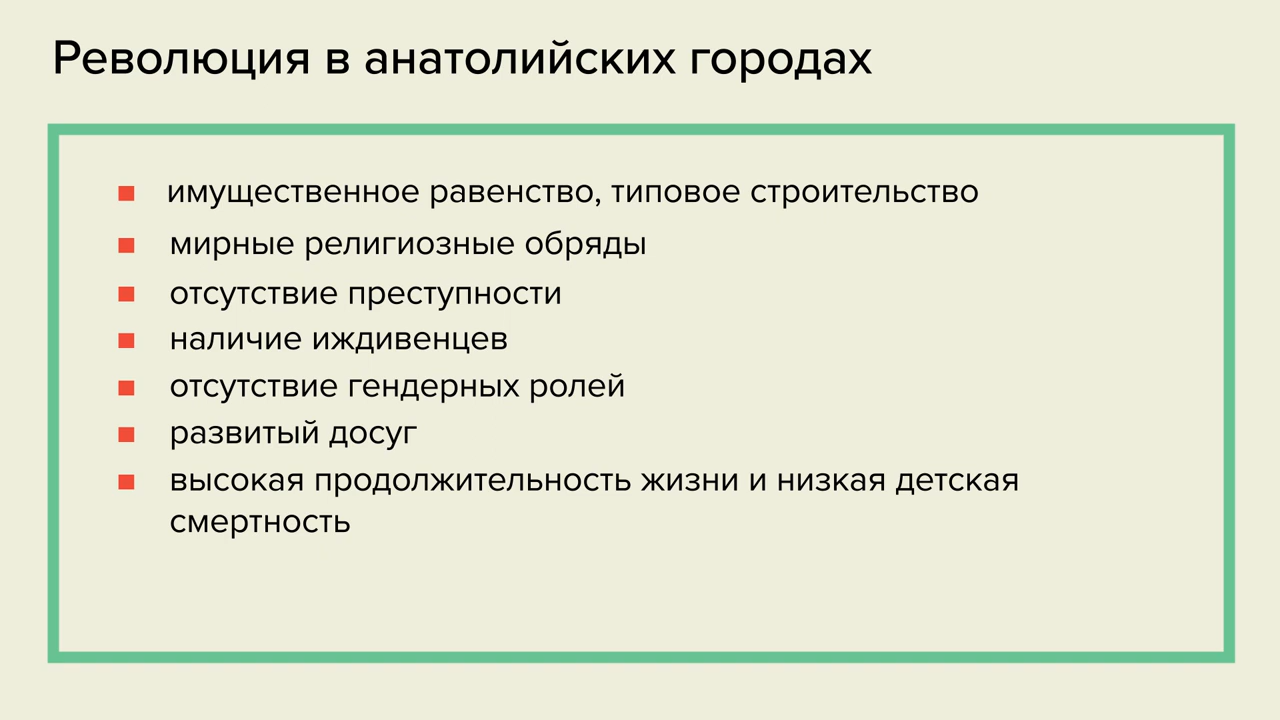 Революция в анатолийских городах
имущественное равенство, типовое строительство
мирные религиозные обряды
отсутствие преступности
наличие иждивенцев
отсутствие гендерных ролей
развитый досуг
высокая продолжительность жизни и низкая детская
смертность